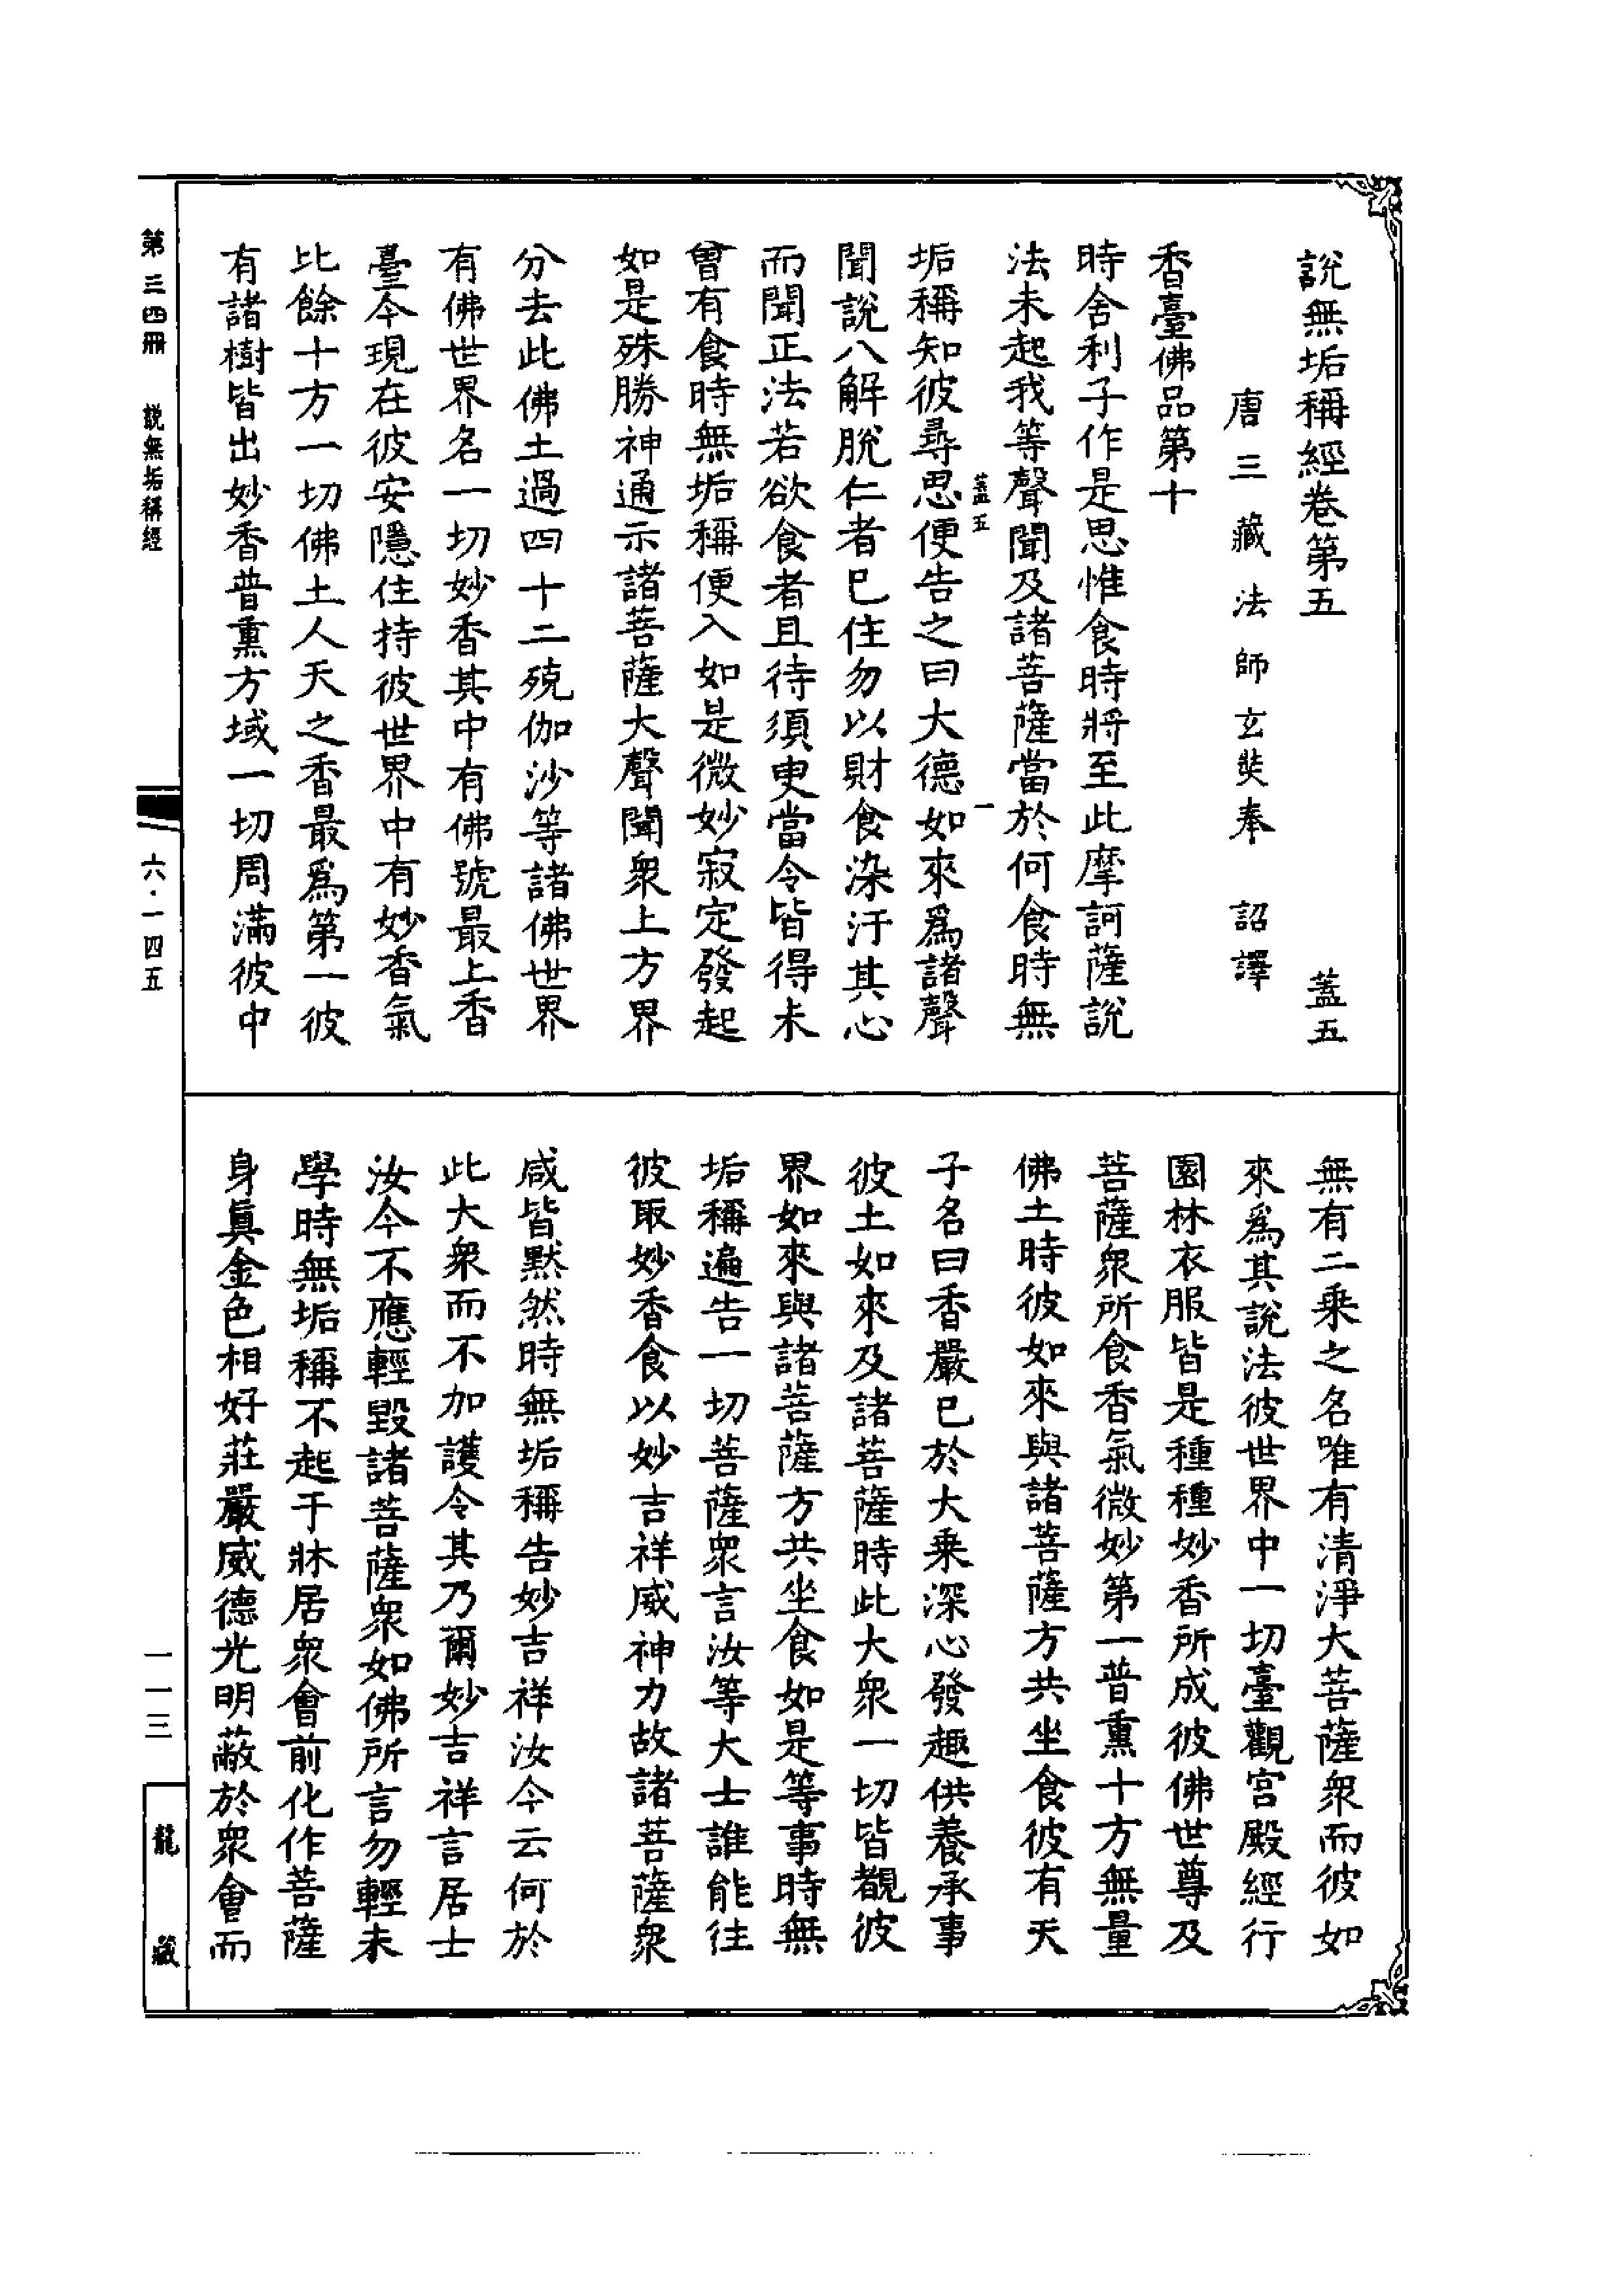 說無垢稱經卷第五　蓋五
唐三藏法師玄奘奉　詔譯
香臺佛品第十
時舍利子作是思惟食時將至此摩訶薩說
法未起我等聲聞及諸菩薩當於何食時無
蓋五　一
垢稱知彼尋思便告之曰大德如來爲諸聲
聞說八解脫仁者已住勿以財食染汙其心
而聞正法若欲食者且待須臾當令皆得未
曾有食時無垢稱便入如是微妙寂定發起
如是殊勝神通示諸菩薩大聲聞衆上方界
分去此佛土過四十二殑伽沙等諸佛世界
有佛世界名一切妙香其中有佛號最上香
臺今現在彼安隱住持彼世界中有妙香氣
比餘十方一切佛土人天之香最爲第一彼
有諸樹皆出妙香普熏方域一切周滿彼中
無有二乘之名唯有清淨大菩薩衆而彼如
來爲其說法彼世界中一切臺觀宮殿經行
園林衣服皆是種種妙香所成彼佛世尊及
菩薩衆所食香氣微妙第一普熏十方無量
佛土時彼如來與諸菩薩方共坐食彼有天
子名曰香嚴已於大乘深心發趣供養承事
彼土如來及諸菩薩時此大衆一切皆覩彼
界如來與諸菩薩方共坐食如是等事時無
垢稱遍告一切菩薩衆言汝等大士誰能往
彼取妙香食以妙吉祥威神力故諸菩薩衆
咸皆默然時無垢稱告妙吉祥汝今云何於
此大衆而不加護令其乃爾妙吉祥言居士
汝今不應輕毀諸菩薩衆如佛所言勿輕未
學時無垢稱不起于牀居衆會前化作菩薩
身眞金色相好莊嚴威德光明蔽於衆會而
第三四冊　說無垢稱經
六·一四五
一一三
龍藏